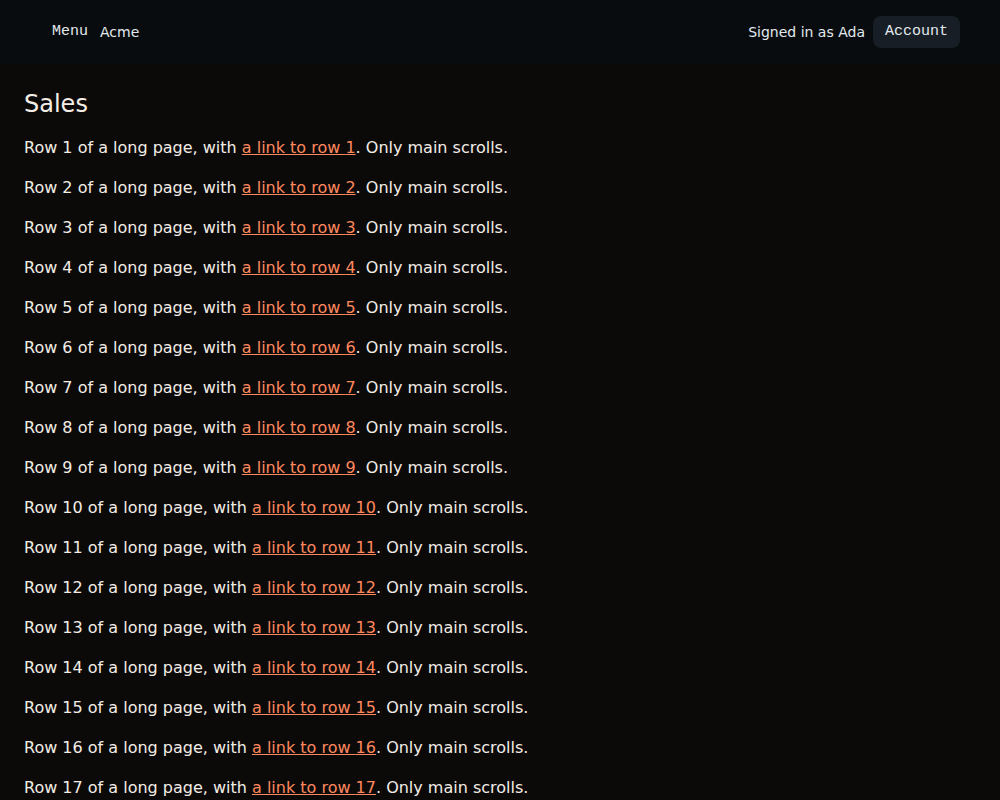 Menu Acme Signed in as Ada Account
Sales
Row 1 of a long page, with a link to row 1. Only main scrolls.
Row 2 of a long page, with a link to row 2. Only main scrolls.
Row 3 of a long page, with a link to row 3. Only main scrolls.
Row 4 of a long page, with a link to row 4. Only main scrolls.
Row 5 of a long page, with a link to row 5. Only main scrolls.
Row 6 of a long page, with a link to row 6. Only main scrolls.
Row 7 of a long page, with a link to row 7. Only main scrolls.
Row 8 of a long page, with a link to row 8. Only main scrolls.
Row 9 of a long page, with a link to row 9. Only main scrolls.
Row 10 of a long page, with a link to row 10. Only main scrolls.
Row 11 of a long page, with a link to row 11. Only main scrolls.
Row 12 of a long page, with a link to row 12. Only main scrolls.
Row 13 of a long page, with a link to row 13. Only main scrolls.
Row 14 of a long page, with a link to row 14. Only main scrolls.
Row 15 of a long page, with a link to row 15. Only main scrolls.
Row 16 of a long page, with a link to row 16. Only main scrolls.
Row 17 of a long page, with a link to row 17. Only main scrolls.